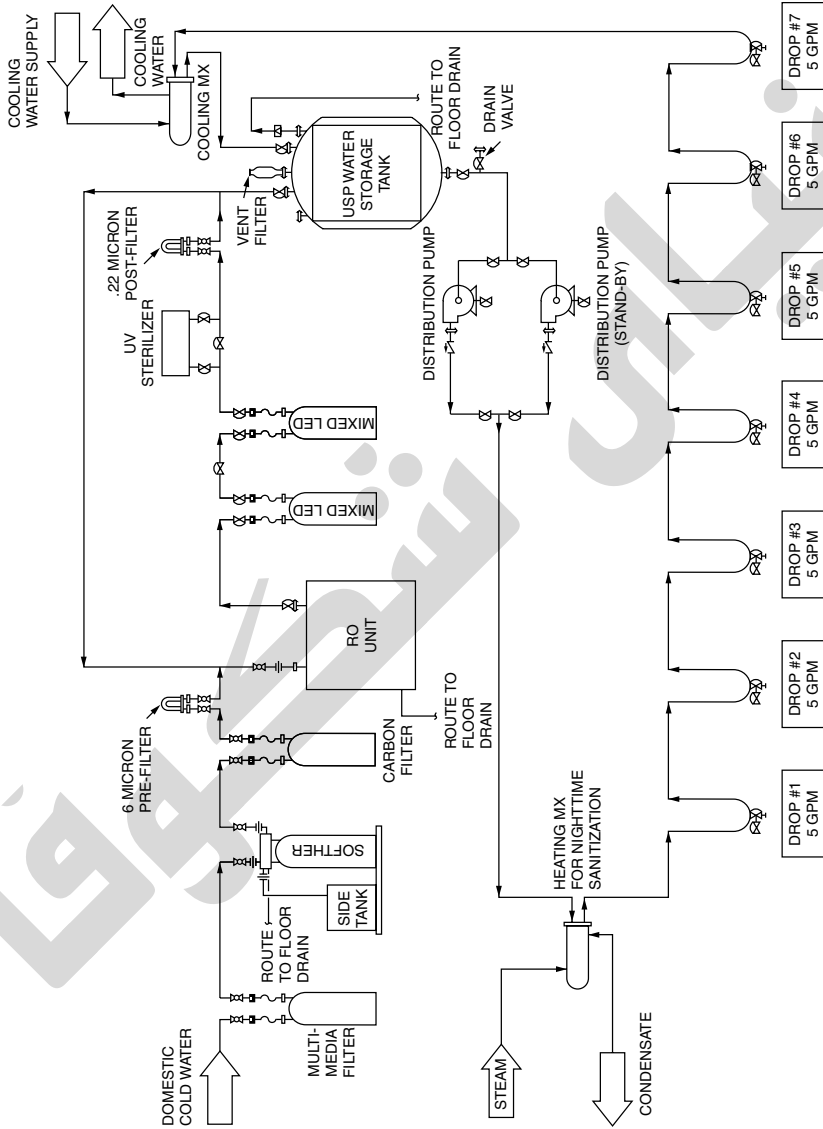 COOLING
WATER SUPPLY
COOLING
WATER
COOLING MX
.22 MICRON
POST-FILTER
VENT
FILTER
USP WATER
STORAGE
TANK
ROUTE TO
FLOOR DRAIN
DRAIN
VALVE
UV
STERILIZER
MIXED LED
MIXED LED
RO
UNIT
ROUTE TO
FLOOR
DRAIN
6 MICRON
PRE-FILTER
CARBON
FILTER
SOFTHER
SIDE
TANK
ROUTE
TO FLOOR
DRAIN
MULTI-
MEDIA
FILTER
DOMESTIC
COLD WATER
DISTRIBUTION PUMP
DISTRIBUTION PUMP
(STAND-BY)
HEATING MX
FOR NIGHTTIME
SANITIZATION
STEAM
CONDENSATE
DROP #1
5 GPM
DROP #2
5 GPM
DROP #3
5 GPM
DROP #4
5 GPM
DROP #5
5 GPM
DROP #6
5 GPM
DROP #7
5 GPM